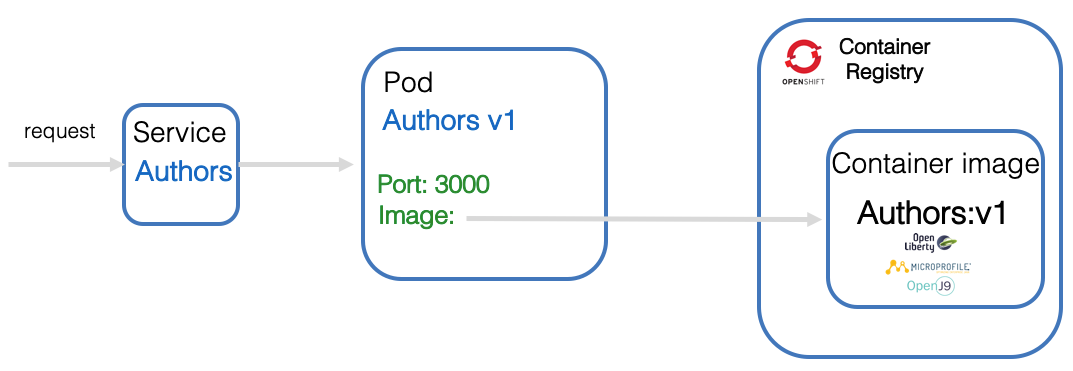 request
Service
Authors
Pod
Authors v1
Port: 3000
Image:
OPENSHIFT
Container
Registry
Container image
Authors:v1
Open
Liberty
MICROPROFILE
OpenJ9